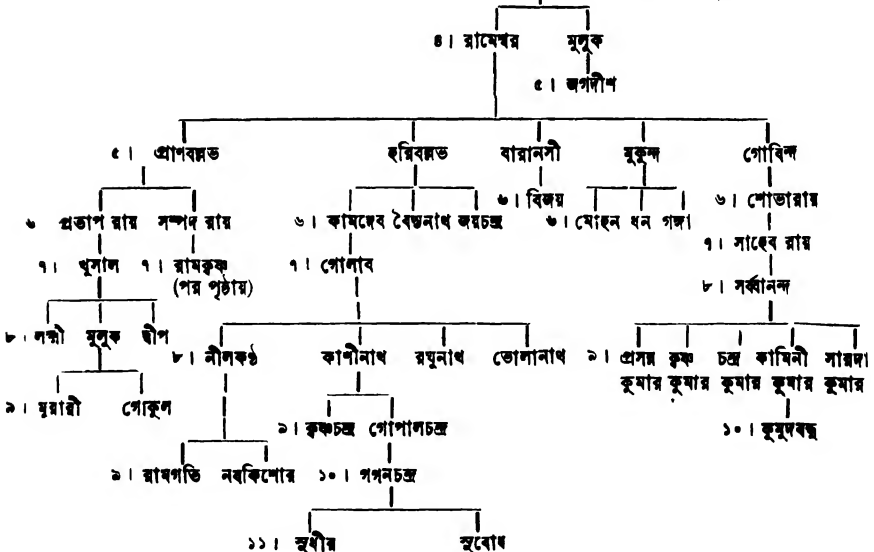 ৪। রামেশ্বর মুলুক
৫। জগদীশ
৫। প্রাণবল্লভ হরিবল্লভ বারানসী মুকুন্দ গোবিন্দ
৬ প্রতাপ রায় সম্পদ রায় ৬। কামদেব বৈদ্যনাথ জয়চন্দ্র ৬। বিজয় ৬। মোহন ধন গঙ্গা ৬। শোভারায়
৭। খুসাল ৭। রামকৃষ্ণ ৭। গোলাব ৭। সাহেব রায়
(পর পৃষ্ঠায়)
৮। সর্ব্বানন্দ
৮। লক্ষ্মী মুলুক দ্বীপ ৮। নীলকণ্ঠ কাশীনাথ রঘুনাথ ভোলানাথ ৯। প্রসন্ন কৃষ্ণ চন্দ্র কামিনী সারদা
কুমার কুমার কুমার কুমার কুমার
৯। মুরারী গোকুল ৯। কৃষ্ণচন্দ্র গোপালচন্দ্র ১০। কুমুদবন্ধু
৯। রামগতি নবকিশোর ১০। গগনচন্দ্র
১১। সুধীর সুবোধ